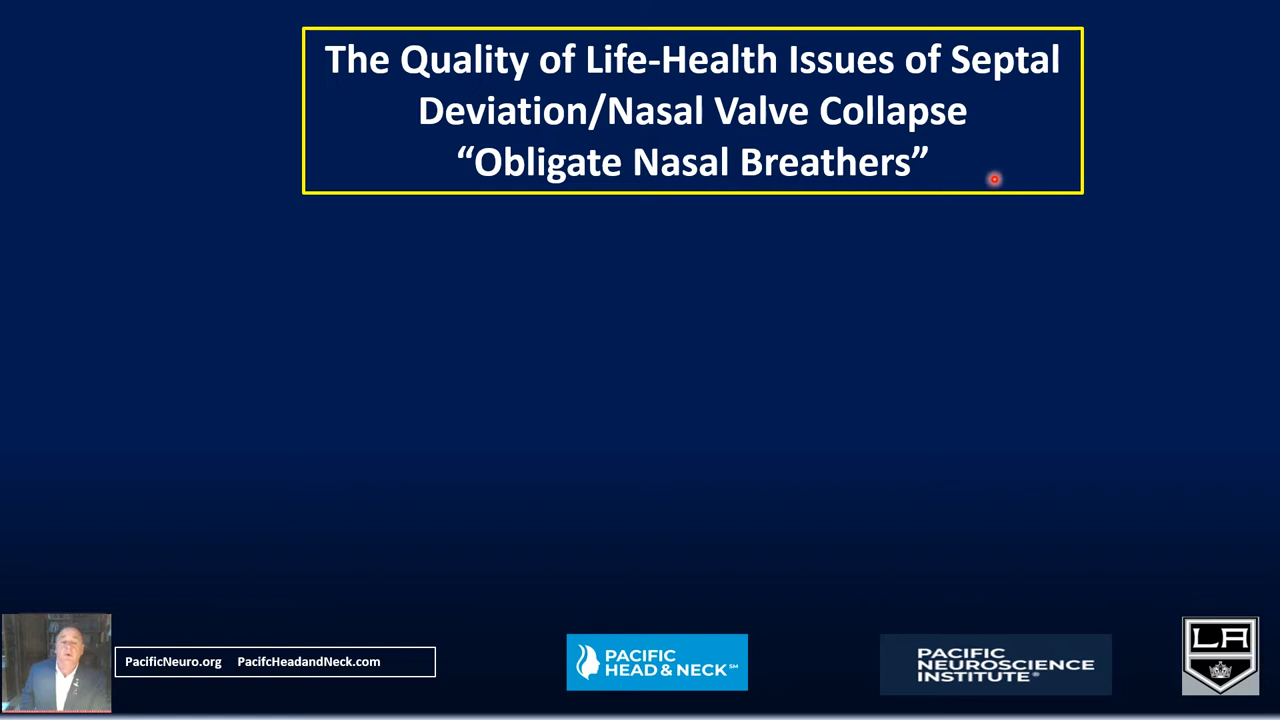 The Quality of Life-Health Issues of Septal
Deviation/Nasal Valve Collapse
“Obligate Nasal Breathers”
PacificNeuro.org PacifcHeadandNeck.com
PACIFIC
HEAD & NECK SM
PACIFIC
NEUROSCIENCE
INSTITUTE®
LA